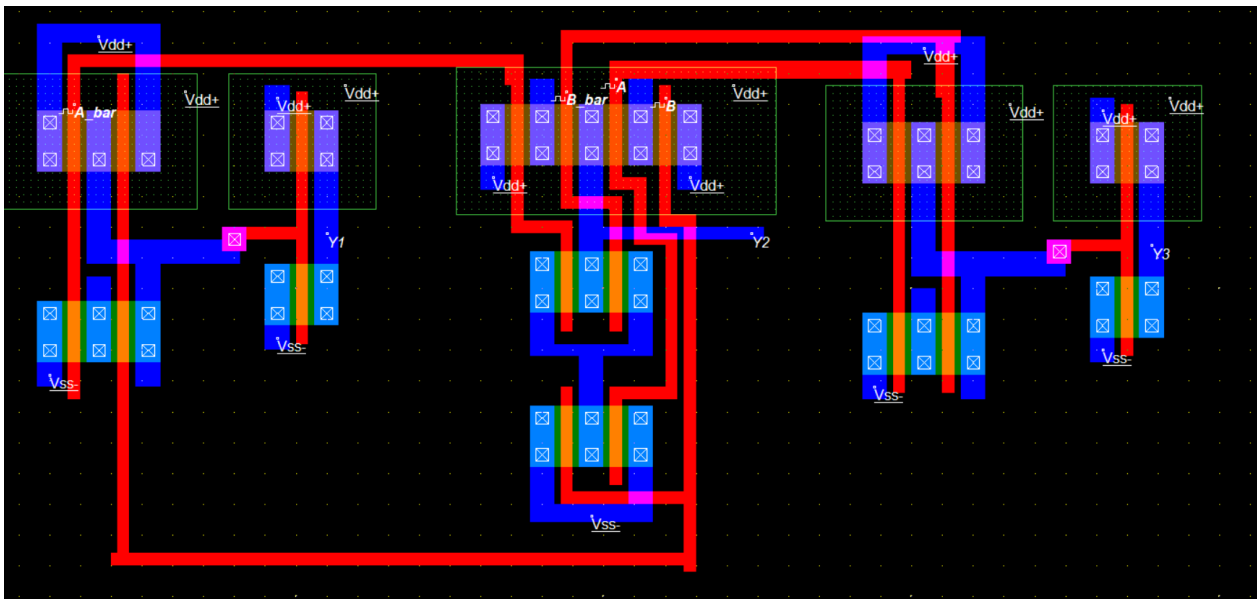 Vdd+
Vdd+
A_bar
Vdd+
Vdd+
Y1
Vss-
Vss-
A
B_bar
B
Vdd+
Vdd+
Vdd+
Y2
Vss-
Vdd+
Vdd+
Vdd+
Vdd+
Y3
Vss-
Vss-